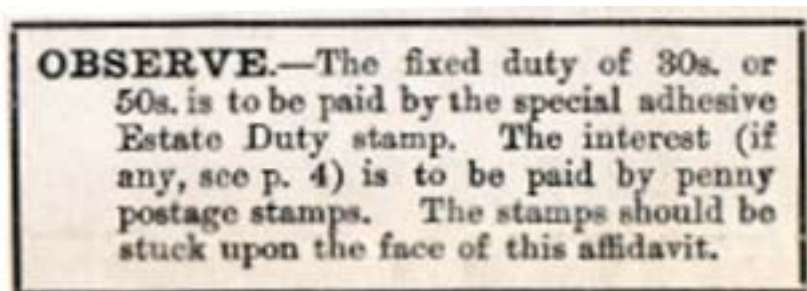 OBSERVE.—The fixed duty of 30s. or
50s. is to be paid by the special adhesive
Estate Duty stamp. The interest (if
any, see p. 4) is to be paid by penny
postage stamps. The stamps should be
stuck upon the face of this affidavit.